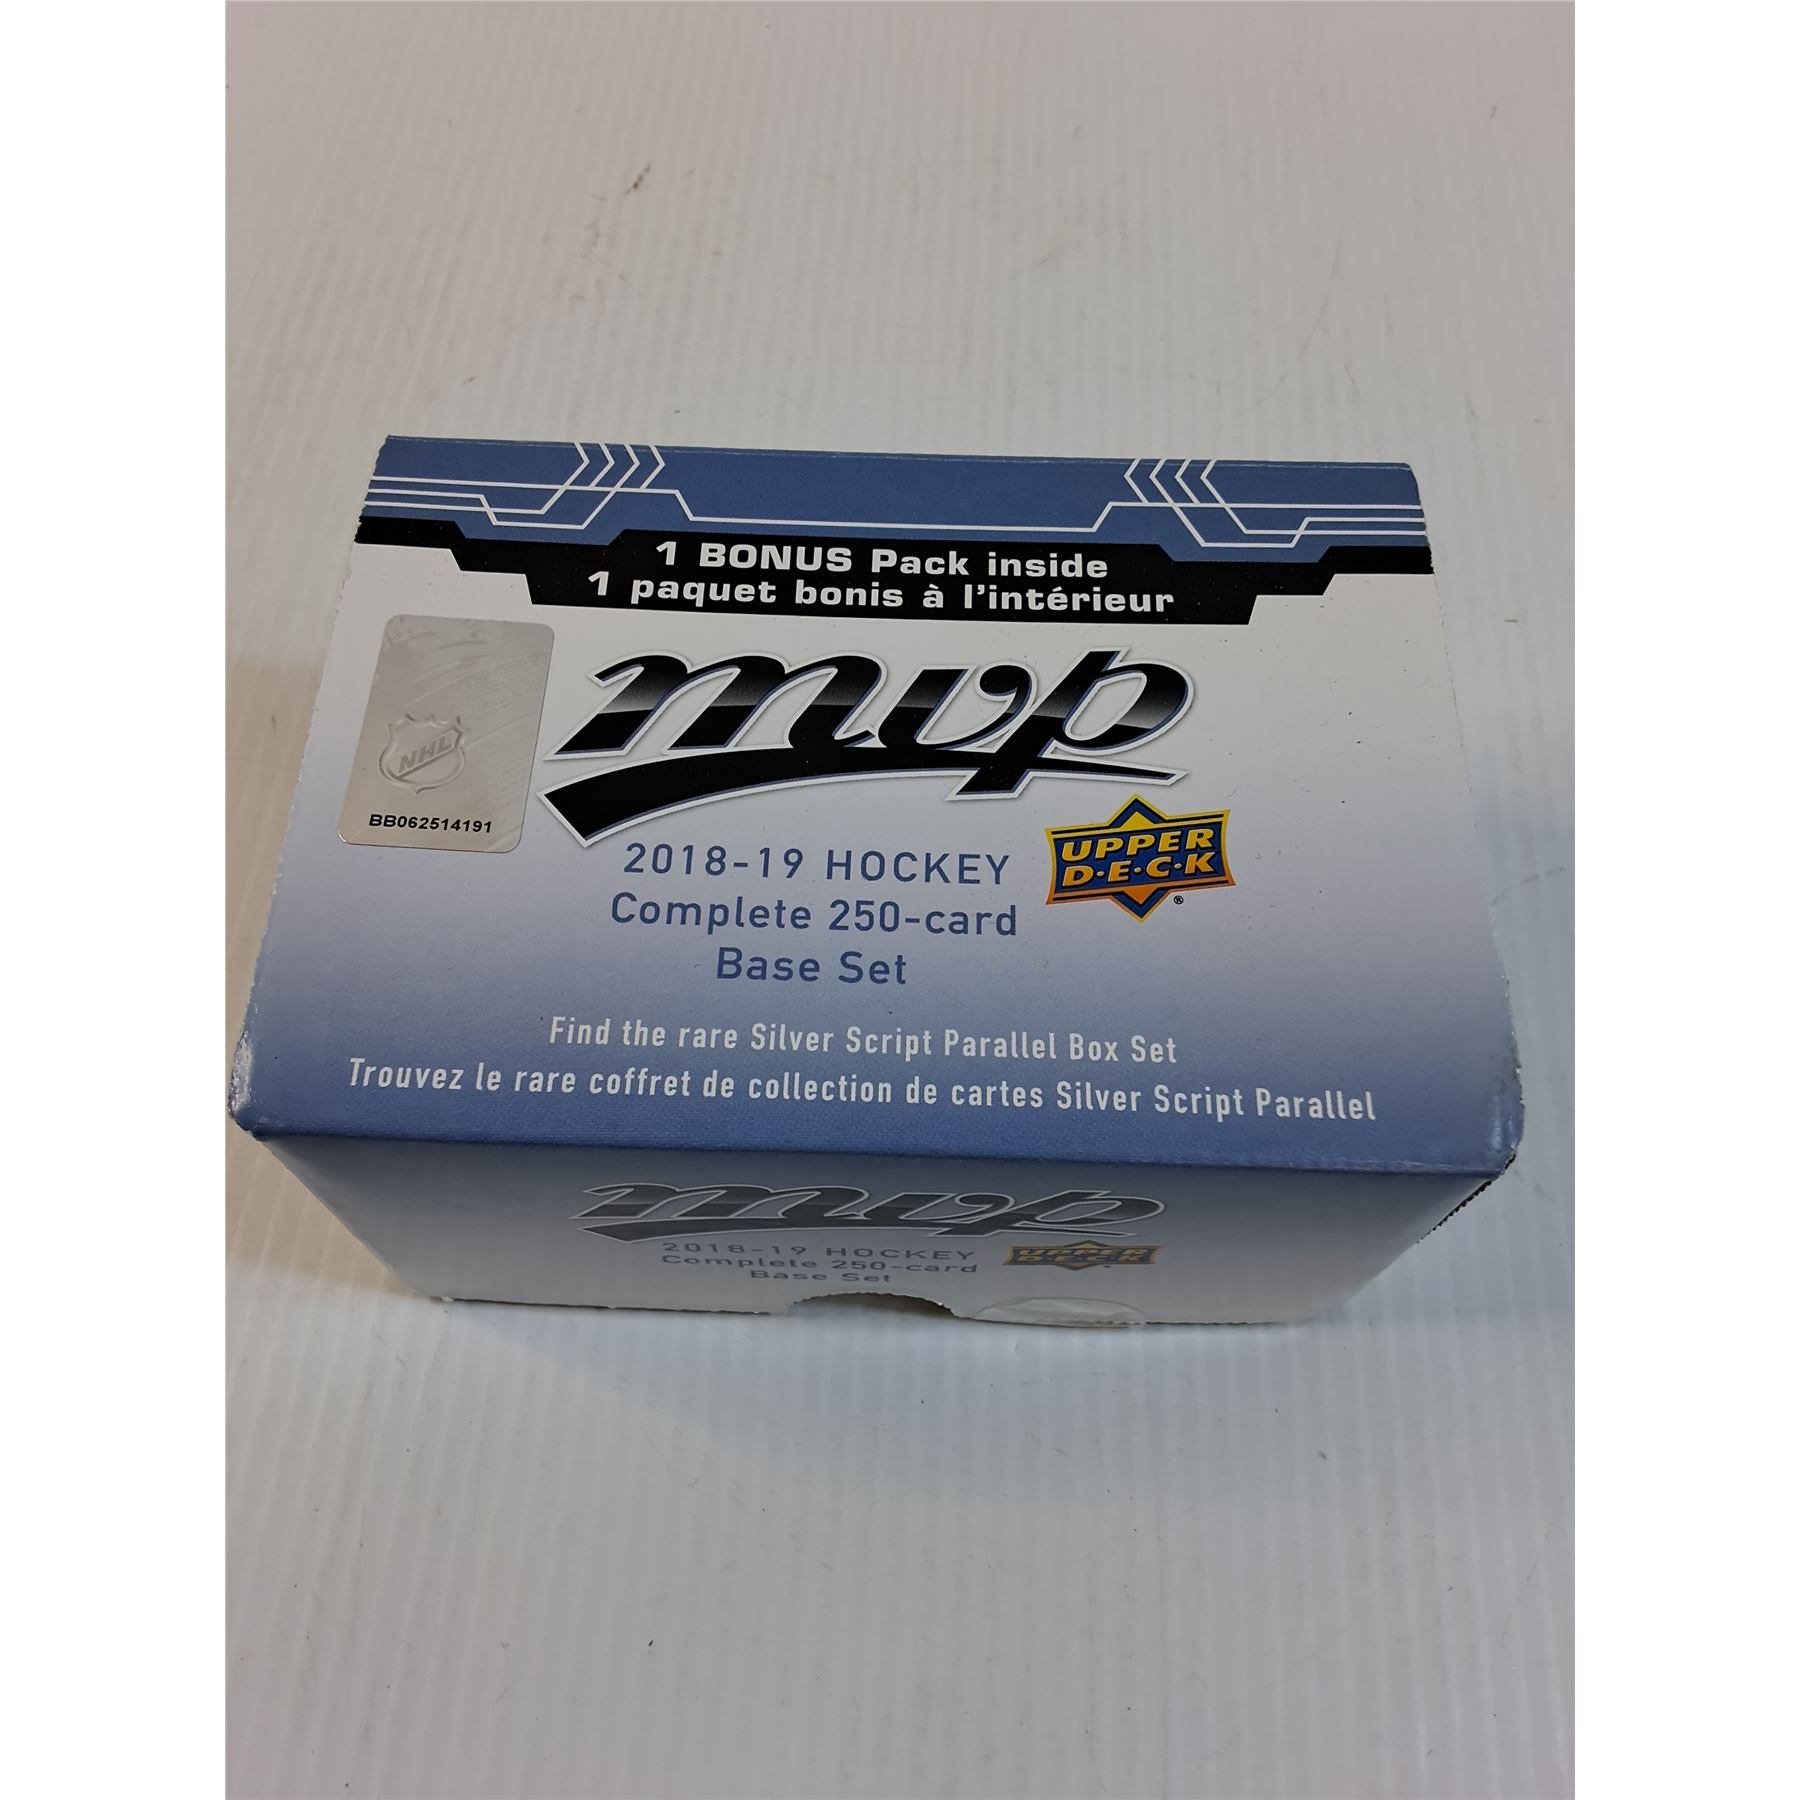 1 BONUS Pack inside
1 paquet bonis à l'intérieur
mvp
NHL
BB062514191
UPPER
D·E·C·K
®
2018-19 HOCKEY
Complete 250-card
Base Set
Find the rare Silver Script Parallel Box Set
Trouvez le rare coffret de collection de cartes Silver Script Parallel
mvp
2018-19 HOCKEY
Complete 250-card
Base Set
UPPER
D·E·C·K